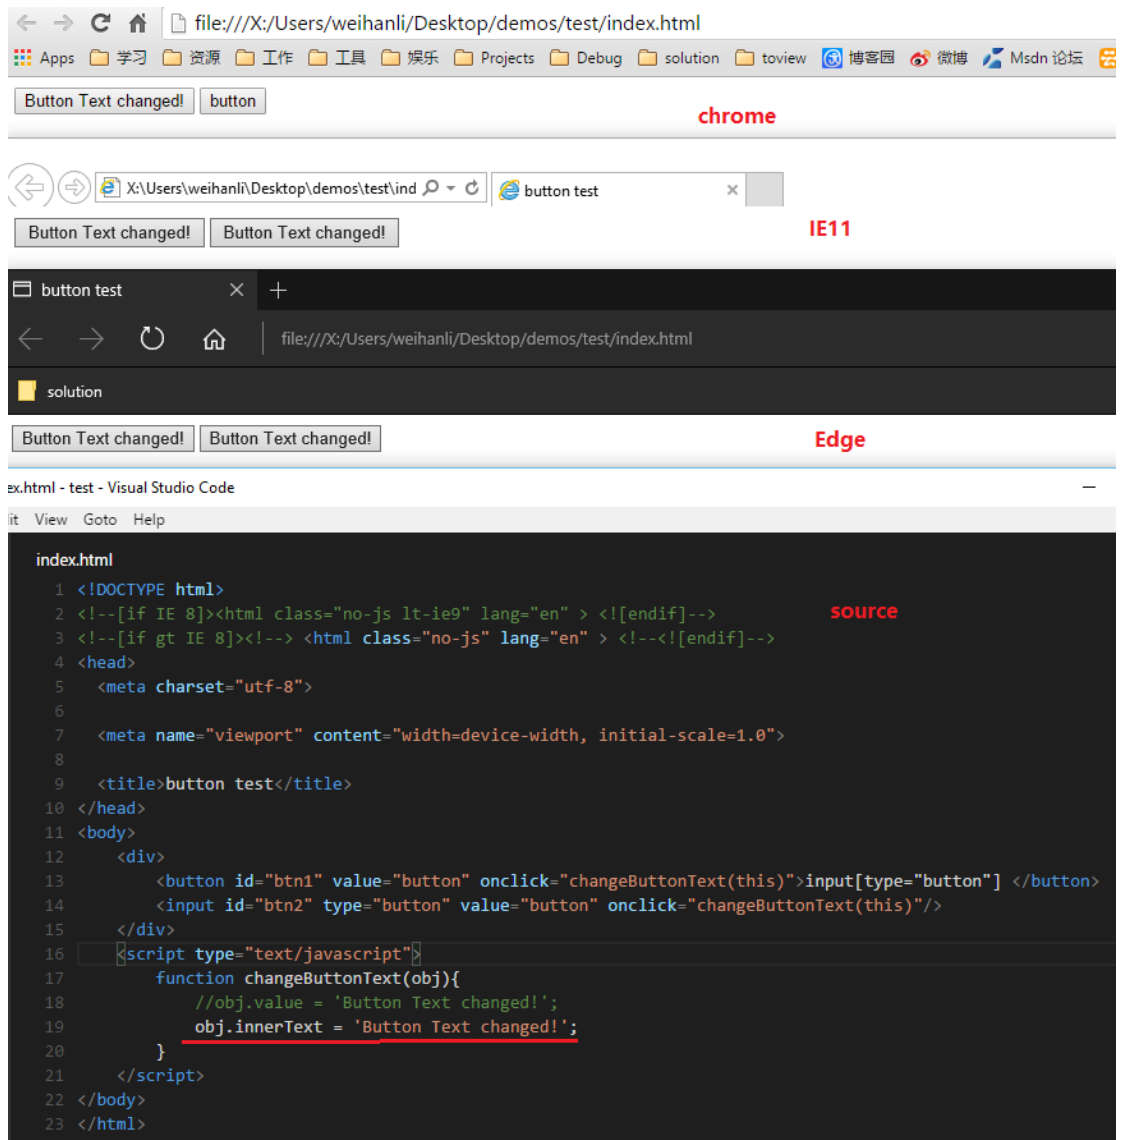 file:///X:/Users/weihanli/Desktop/demos/test/index.html
Apps 学习 资源 工作 工具 娱乐 Projects Debug solution toview 博客园 微博 Msdn 论坛
Button Text changed! button
chrome
X:\Users\weihanli\Desktop\demos\test\ind button test
IE11
Button Text changed! Button Text changed!
button test
file:///X:/Users/weihanli/Desktop/demos/test/index.html
solution
Button Text changed! Button Text changed!
Edge
ex.html - test - Visual Studio Code
it View Goto Help
index.html
source
1 <!DOCTYPE html>
2 <!--[if IE 8]><html class="no-js lt-ie9" lang="en" > <![endif]-->
3 <!--[if gt IE 8]><!--> <html class="no-js" lang="en" > <!--<![endif]-->
4 <head>
5 <meta charset="utf-8">
6
7 <meta name="viewport" content="width=device-width, initial-scale=1.0">
8
9 <title>button test</title>
10 </head>
11 <body>
12 <div>
13 <button id="btn1" value="button" onclick="changeButtonText(this)">input[type="button"] </button>
14 <input id="btn2" type="button" value="button" onclick="changeButtonText(this)"/>
15 </div>
16 <script type="text/javascript">
17 function changeButtonText(obj){
18 //obj.value = 'Button Text changed!';
19 obj.innerText = 'Button Text changed!';
20 }
21 </script>
22 </body>
23 </html>